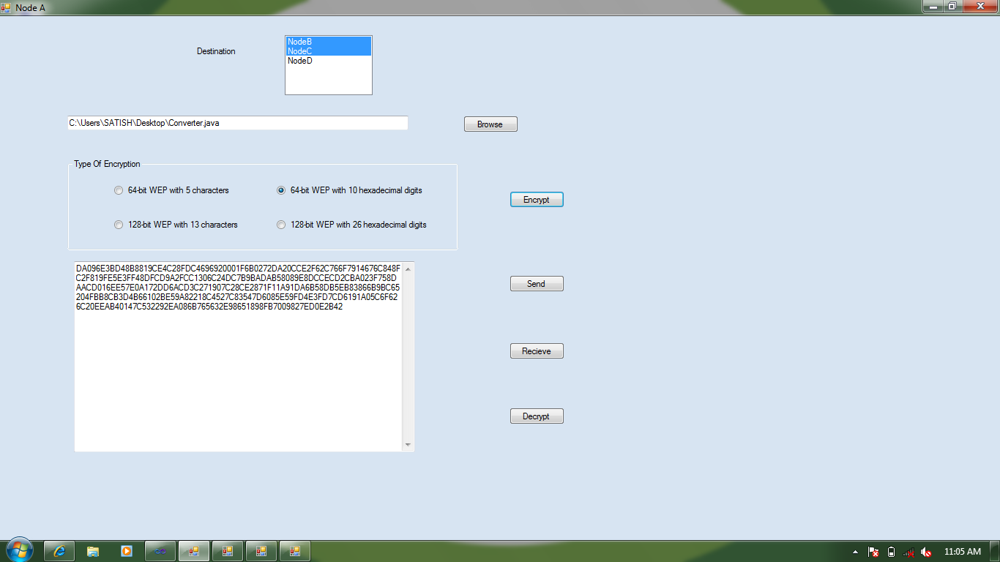 Node A
Destination
NodeB
NodeC
NodeD
C:\Users\SATISH\Desktop\Converter.java
Browse
Type Of Encryption
64-bit WEP with 5 characters
64-bit WEP with 10 hexadecimal digits
128-bit WEP with 13 characters
128-bit WEP with 26 hexadecimal digits
Encrypt
DA096E3BD48B8819CE4C28FDC4696920001F6B0272DA20CCE2F62C766F7914676C848F
C2F819FE5E3FF48DFCD9A2FCC1306C24DC7B9BADAB58089E8DCCECD2CBA023F758D
AACD016EE57E0A172DD6ACD3C271907C28CE2871F11A91DA6B58DB5EB83866B9BC65
204FBB8CB3D4B66102BE59A82218C4527C83547D6085E59FD4E3FD7CD6191A05C6F62
6C20EEAB40147C532292EA086B765632E98651898FB7009827ED0E2B42
Send
Recieve
Decrypt
11:05 AM